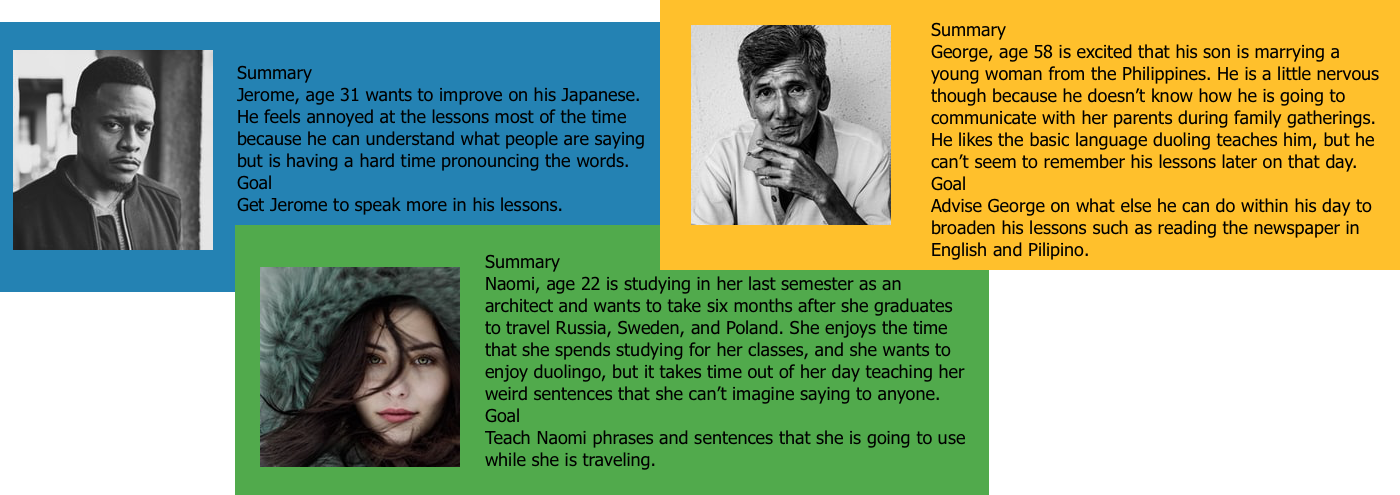 Summary
Jerome, age 31 wants to improve on his Japanese.
He feels annoyed at the lessons most of the time
because he can understand what people are saying
but is having a hard time pronouncing the words.
Goal
Get Jerome to speak more in his lessons.
Summary
George, age 58 is excited that his son is marrying a
young woman from the Philippines. He is a little nervous
though because he doesn’t know how he is going to
communicate with her parents during family gatherings.
He likes the basic language duoling teaches him, but he
can’t seem to remember his lessons later on that day.
Goal
Advise George on what else he can do within his day to
broaden his lessons such as reading the newspaper in
English and Pilipino.
Summary
Naomi, age 22 is studying in her last semester as an
architect and wants to take six months after she graduates
to travel Russia, Sweden, and Poland. She enjoys the time
that she spends studying for her classes, and she wants to
enjoy duolingo, but it takes time out of her day teaching her
weird sentences that she can’t imagine saying to anyone.
Goal
Teach Naomi phrases and sentences that she is going to use
while she is traveling.